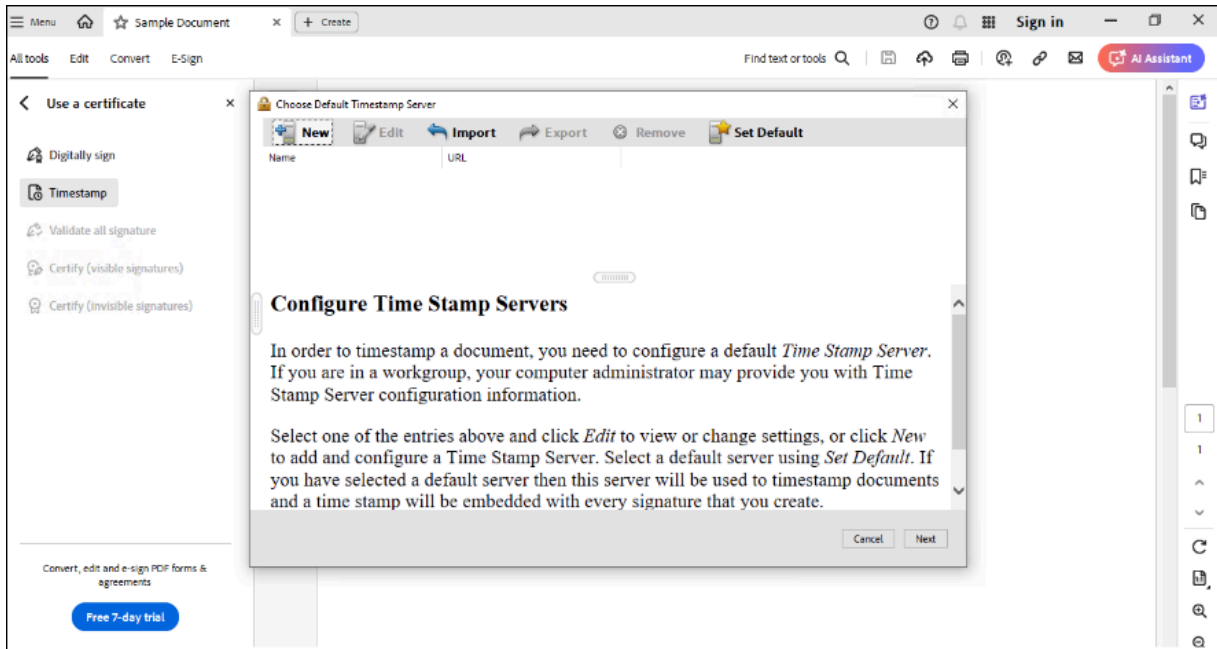 Menu
Sample Document
+ Create
Sign in
All tools
Edit
Convert
E-Sign
Find text or tools
AI Assistant
Use a certificate
Digitally sign
Timestamp
Validate all signature
Certify (visible signatures)
Certify (invisible signatures)
Convert, edit and e-sign PDF forms &
agreements
Free 7-day trial
Choose Default Timestamp Server
New
Edit
Import
Export
Remove
Set Default
Name
URL
Configure Time Stamp Servers
In order to timestamp a document, you need to configure a default Time Stamp Server.
If you are in a workgroup, your computer administrator may provide you with Time
Stamp Server configuration information.
Select one of the entries above and click Edit to view or change settings, or click New
to add and configure a Time Stamp Server. Select a default server using Set Default. If
you have selected a default server then this server will be used to timestamp documents
and a time stamp will be embedded with every signature that you create.
Cancel
Next
1
1